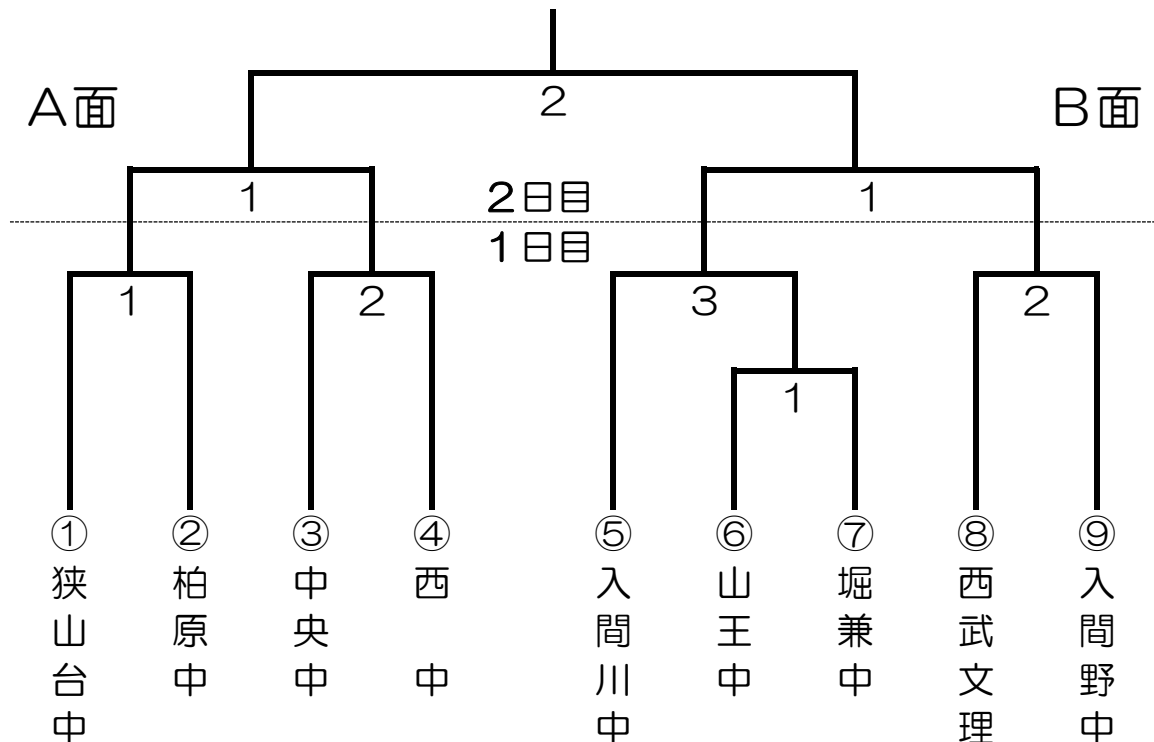 2
A面
B面
1
2日目
1
1日目
1
2
3
2
1
①狭山台中
②柏原中
③中央中
④西　中
⑤入間川中
⑥山王中
⑦堀兼中
⑧西武文理
⑨入間野中